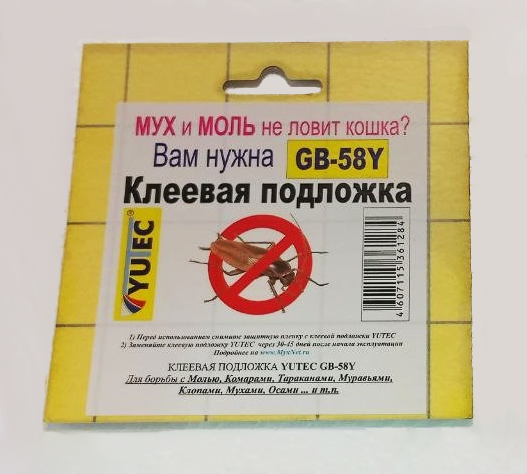 МУХ и МОЛЬ не ловит кошка?
Вам нужна GB-58Y
Клеевая подложка
YUTEC
4607115361284
1) Перед использованием снимите защитную пленку с клеевой подложки YUTEC
2) Заменяйте клеевую подложку YUTEC через 30-45 дней после начала эксплуатации
Подробнее на www.MyxNet.ru
КЛЕЕВАЯ ПОДЛОЖКА YUTEC GB-58Y
Для борьбы с Молью, Комарами, Тараканами, Муравьями,
Клопами, Мухами, Осами ... и т.п.